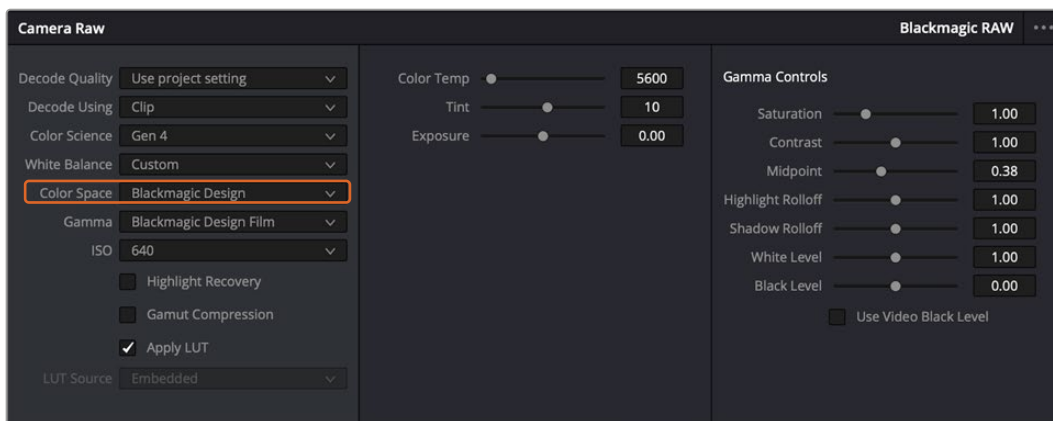 Camera Raw
Blackmagic RAW
Decode Quality Use project setting
Decode Using Clip
Color Science Gen 4
White Balance Custom
Color Space Blackmagic Design
Gamma Blackmagic Design Film
ISO 640
Highlight Recovery
Gamut Compression
Apply LUT
LUT Source Embedded
Color Temp 5600
Tint 10
Exposure 0.00
Gamma Controls
Saturation 1.00
Contrast 1.00
Midpoint 0.38
Highlight Rolloff 1.00
Shadow Rolloff 1.00
White Level 1.00
Black Level 0.00
Use Video Black Level